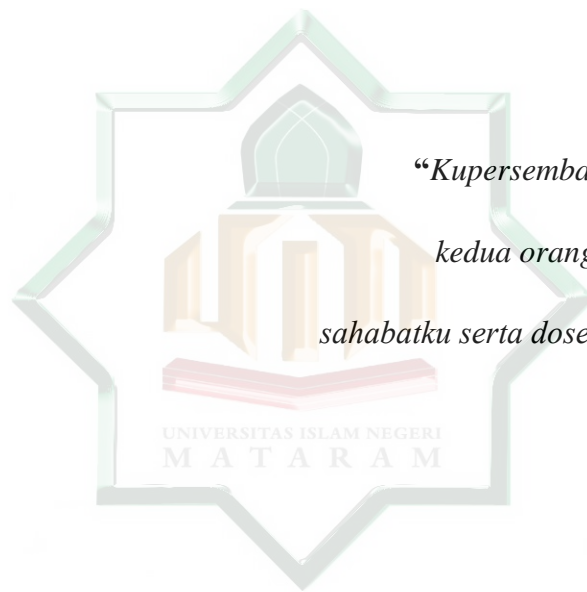 “Kupersemba
kedua orang
sahabatku serta dose
UNIVERSITAS ISLAM NEGERI
MATARAM